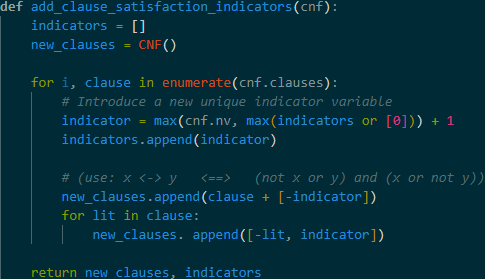 def add_clause_satisfaction_indicators(cnf):
    indicators = []
    new_clauses = CNF()
    for i, clause in enumerate(cnf.clauses):
        # Introduce a new unique indicator variable
        indicator = max(cnf.nv, max(indicators or [0])) + 1
        indicators.append(indicator)
        # (use: x <-> y   <==>   (not x or y) and (x or not y))
        new_clauses.append(clause + [-indicator])
        for lit in clause:
            new_clauses. append([-lit, indicator])
    return new_clauses, indicators